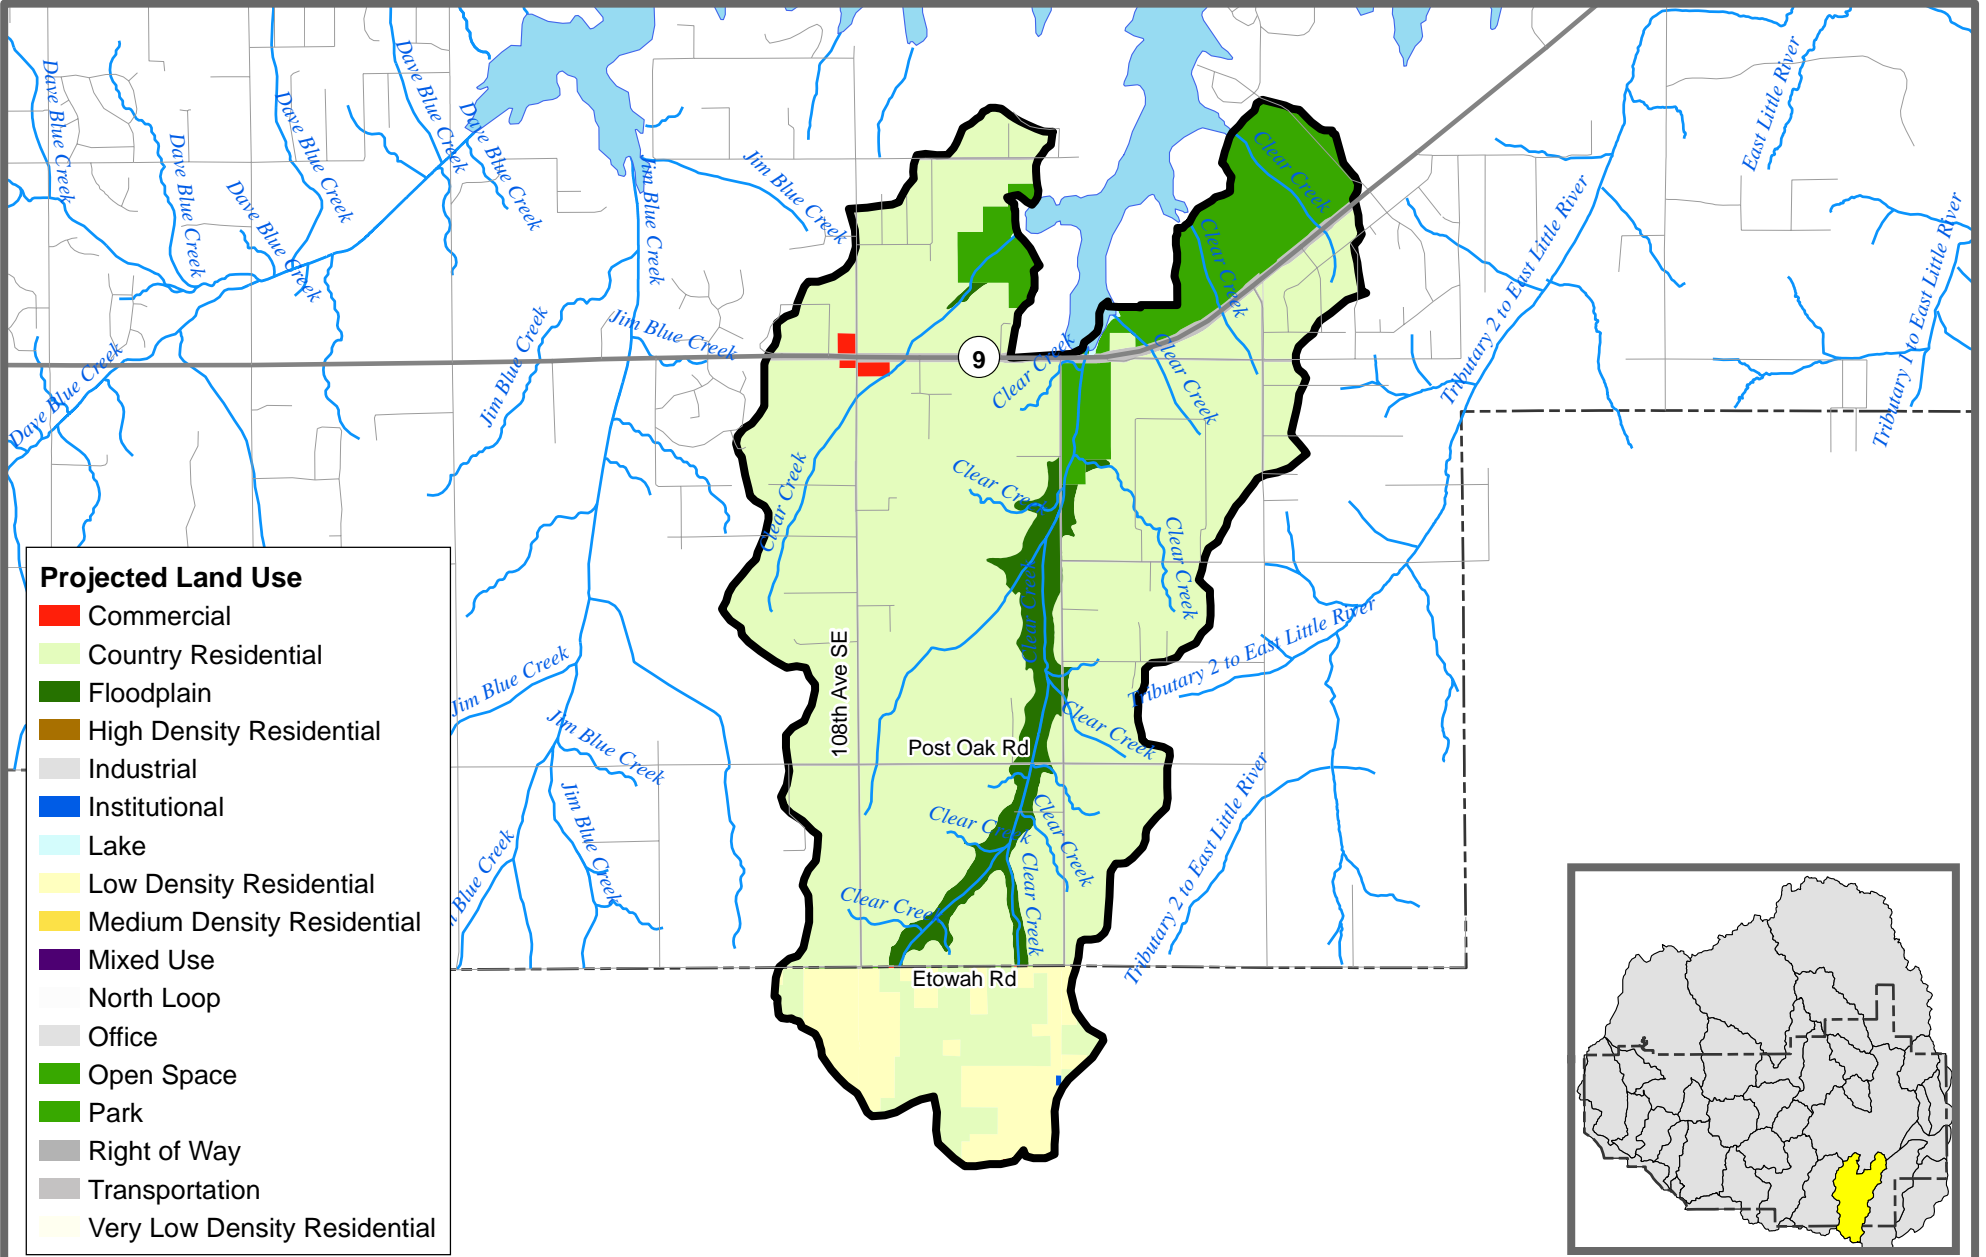 Dave Blue Creek
Dave Blue Creek
Dave Blue Creek
Dave Blue Creek
Dave Blue Creek
Dave Blue Creek
Dave Blue Creek
Jim Blue Creek
Jim Blue Creek
Jim Blue Creek
Jim Blue Creek
Clear Creek
Clear Creek
Clear Creek
Clear Creek
East Little River
Tributary 2 to East Little River
Tributary 1 to East Little River
9
Clear Creek
Clear Creek
Clear Creek
Clear Creek
Clear Creek
Tributary 2 to East Little River
108th Ave SE
Post Oak Rd
Clear Creek
Jim Blue Creek
Jim Blue Creek
Jim Blue Creek
Blue Creek
Clear Creek
Clear Creek
Clear Creek
Clear Creek
Tributary 2 to East Little River
Etowah Rd
Projected Land Use
Commercial
Country Residential
Floodplain
High Density Residential
Industrial
Institutional
Lake
Low Density Residential
Medium Density Residential
Mixed Use
North Loop
Office
Open Space
Park
Right of Way
Transportation
Very Low Density Residential